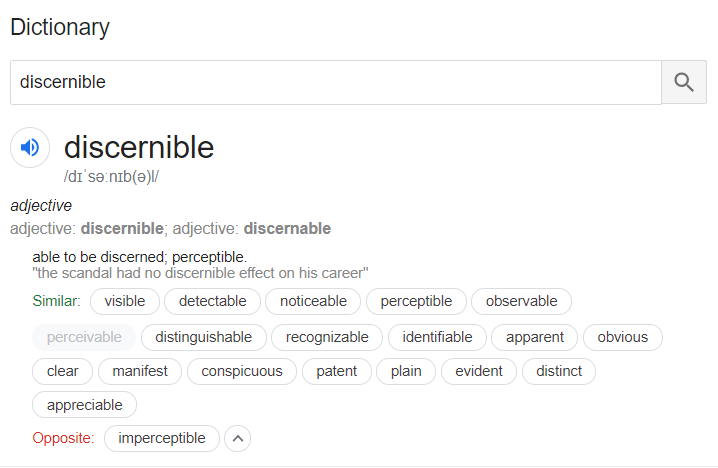 Dictionary
discernible
discernible
/dɪˈsəːnɪb(ə)l/
adjective
adjective: discernible; adjective: discernable
able to be discerned; perceptible.
"the scandal had no discernible effect on his career"
Similar: visible detectable noticeable perceptible observable
perceivable distinguishable recognizable identifiable apparent obvious
clear manifest conspicuous patent plain evident distinct
appreciable
Opposite: imperceptible